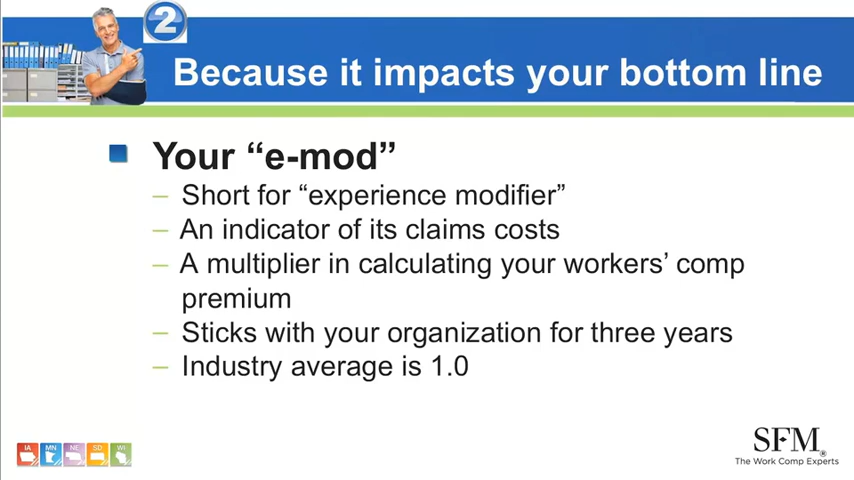 2
Because it impacts your bottom line
Your “e-mod”
– Short for “experience modifier”
– An indicator of its claims costs
– A multiplier in calculating your workers’ comp
premium
– Sticks with your organization for three years
– Industry average is 1.0
IA MN NE SD WI
SFM®
The Work Comp Experts